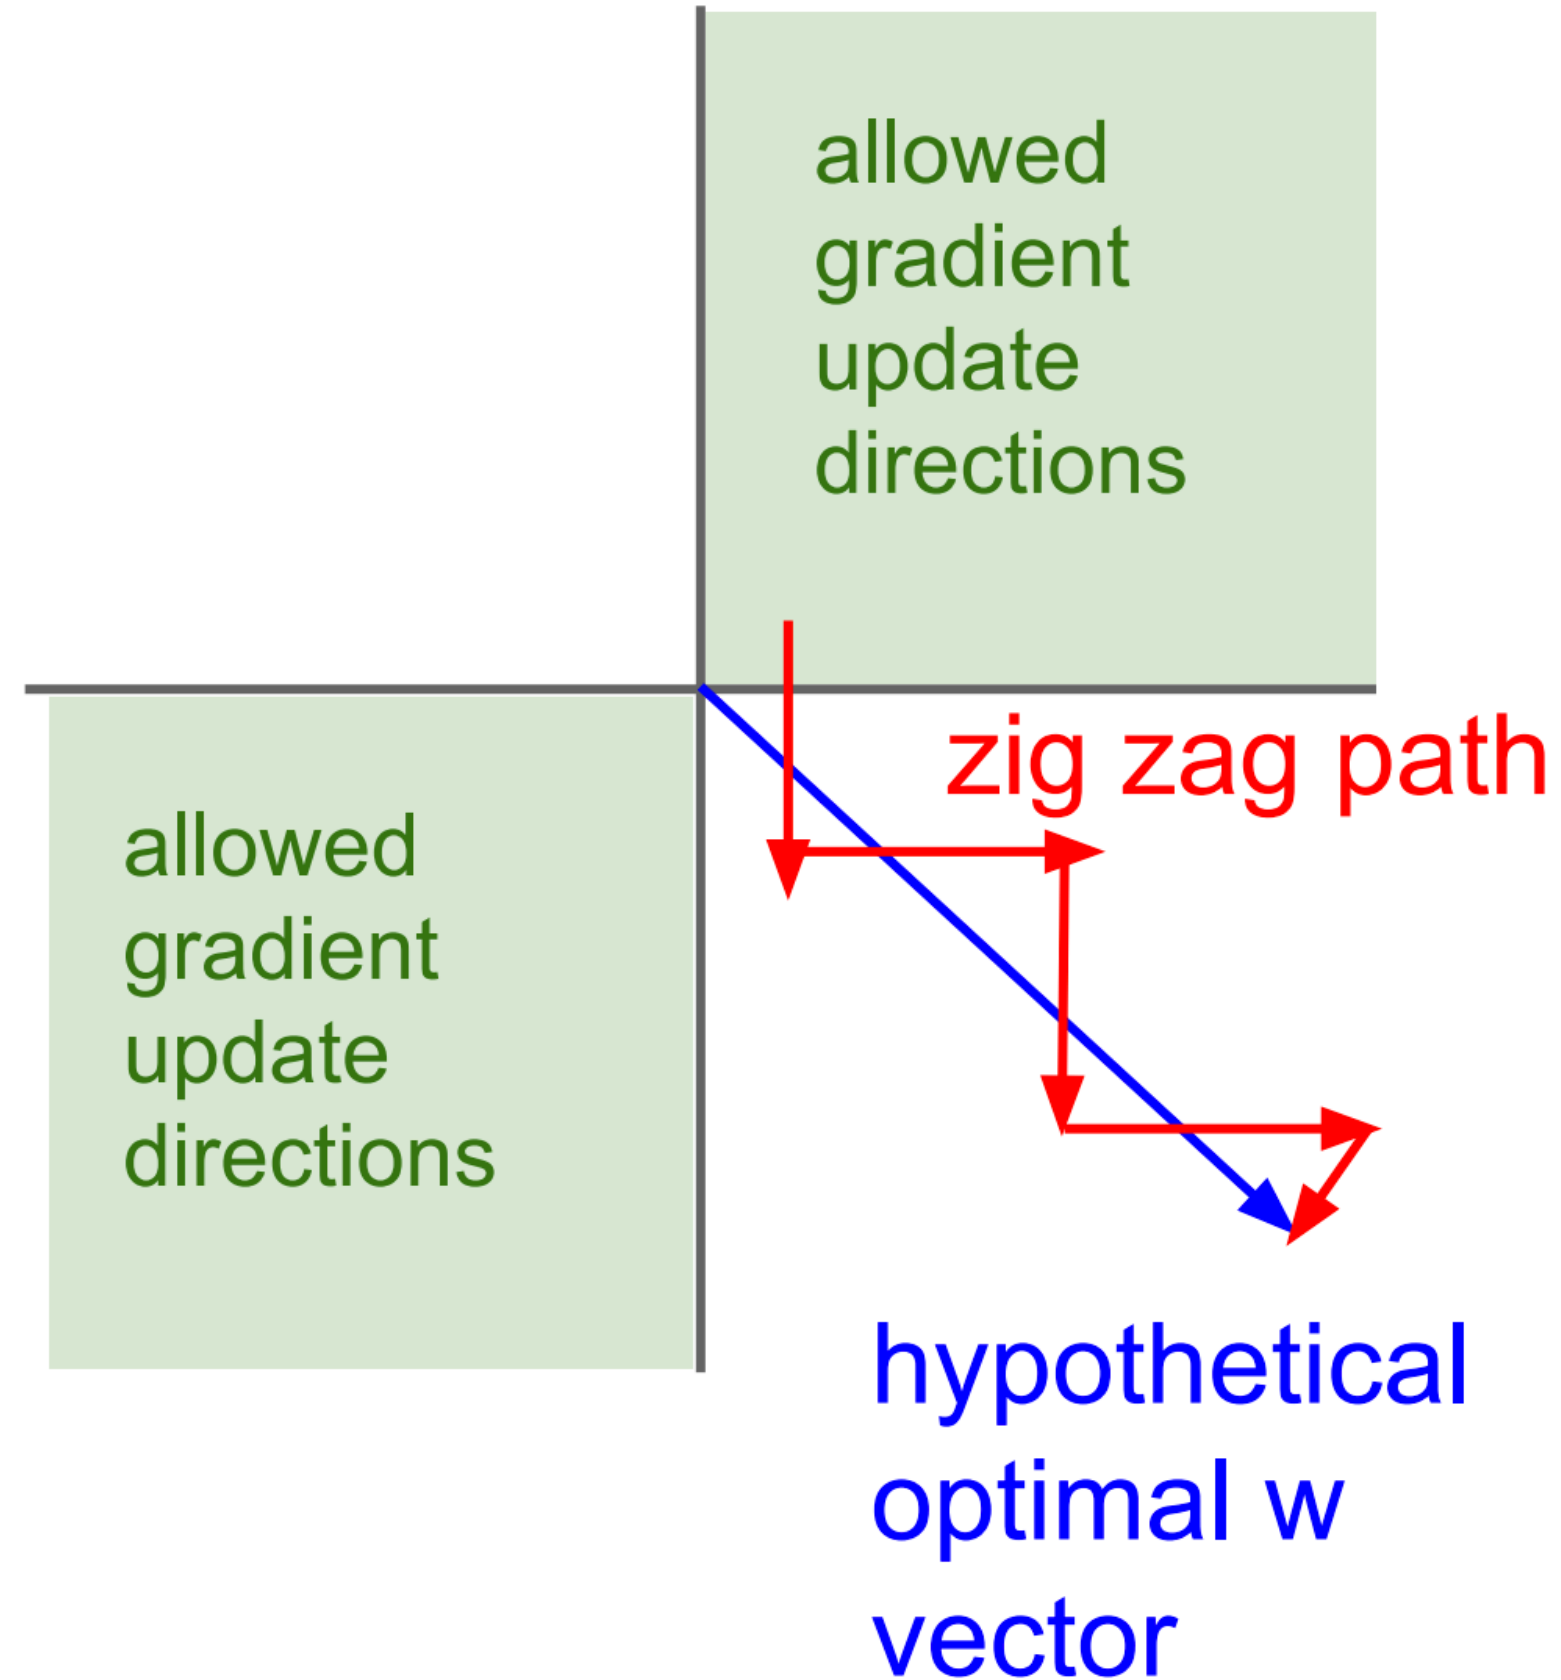 allowed
gradient
update
directions
zig zag path
allowed
gradient
update
directions
hypothetical
optimal w
vector